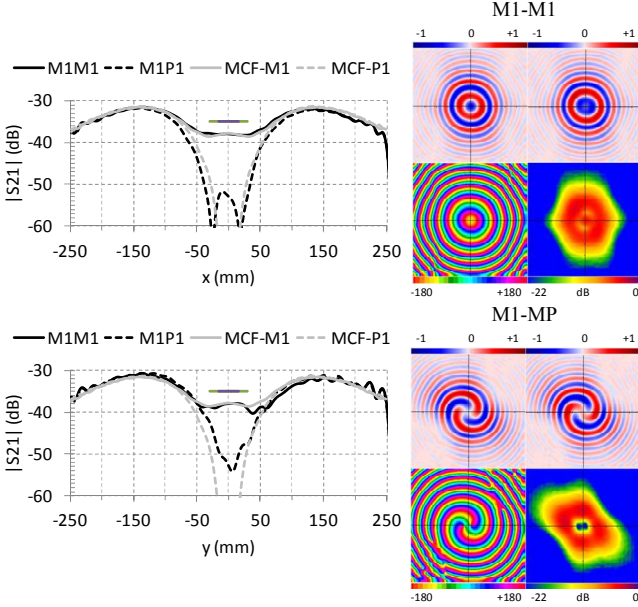 M1-M1
-1 0 +1 -1 0 +1
M1M1 M1P1 MCF-M1 MCF-P1
-30
-40
-50
-60
|S21| (dB)
-250 -150 -50 50 150 250
x (mm)
-180 +180 -22 dB 0
M1-MP
-1 0 +1 -1 0 +1
M1M1 M1P1 MCF-M1 MCF-P1
-30
-40
-50
-60
|S21| (dB)
-250 -150 -50 50 150 250
y (mm)
-180 +180 -22 dB 0